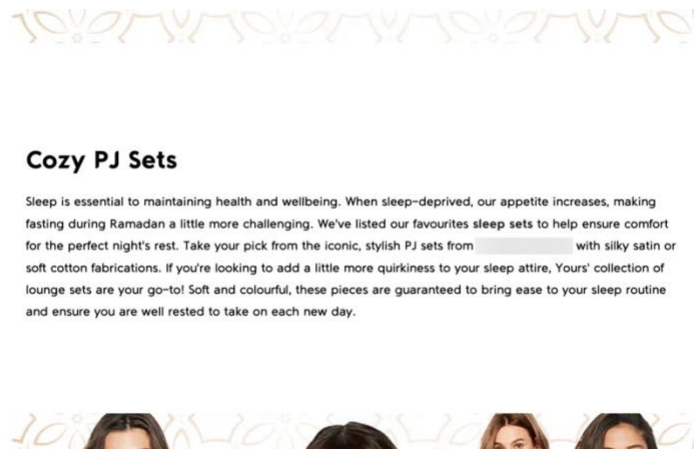 Cozy PJ Sets
Sleep is essential to maintaining health and wellbeing. When sleep-deprived, our appetite increases, making
fasting during Ramadan a little more challenging. We've listed our favourites sleep sets to help ensure comfort
for the perfect night's rest. Take your pick from the iconic, stylish PJ sets from with silky satin or
soft cotton fabrications. If you're looking to add a little more quirkiness to your sleep attire, Yours' collection of
lounge sets are your go-to! Soft and colourful, these pieces are guaranteed to bring ease to your sleep routine
and ensure you are well rested to take on each new day.